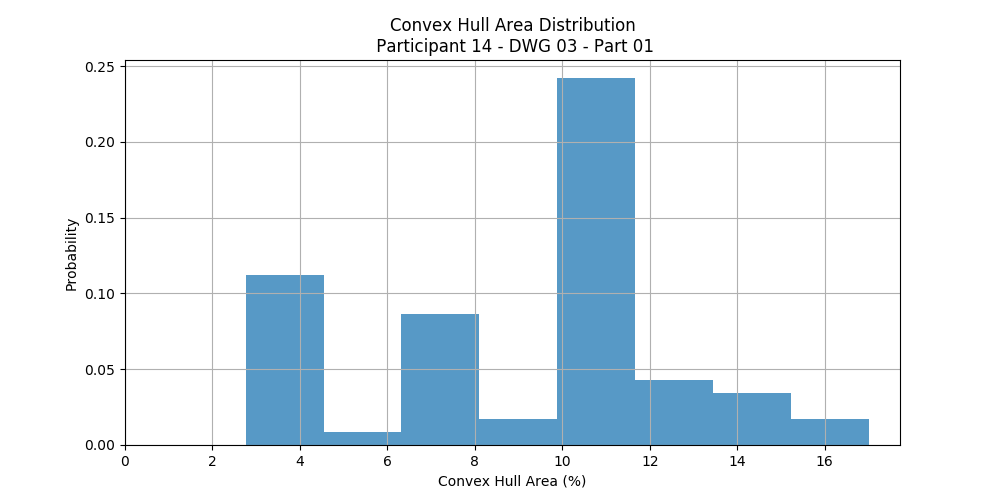 Convex Hull Area Distribution
Participant 14 - DWG 03 - Part 01
0.25
0.20
0.15
0.10
0.05
0.00
Probability
0 2 4 6 8 10 12 14 16
Convex Hull Area (%)